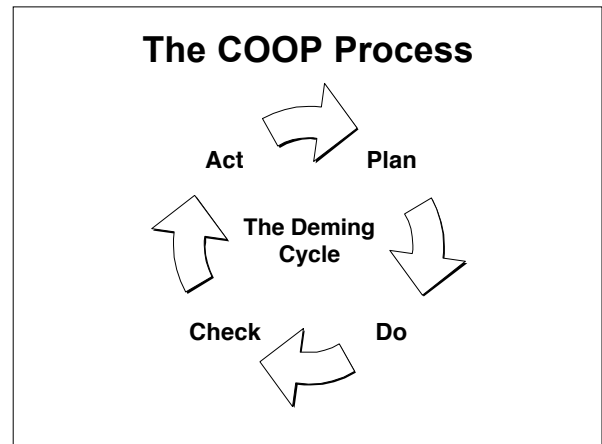 The COOP Process
Act
Plan
The Deming
Cycle
Check
Do